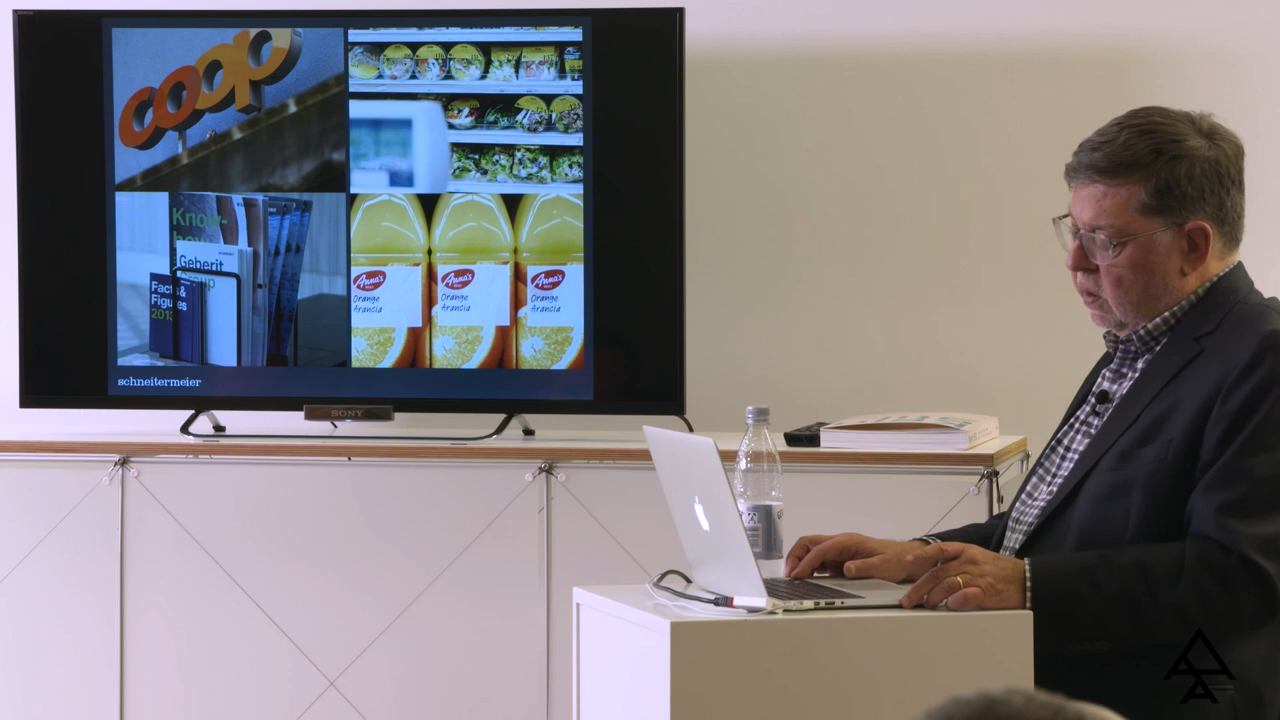 coop
Know-
how
Geberit
Group
Facts &
Figures
2013
Anna's
Orange
Arancia
Anna's
Orange
Arancia
Anna's
Orange
Arancia
schneitermeier
SONY